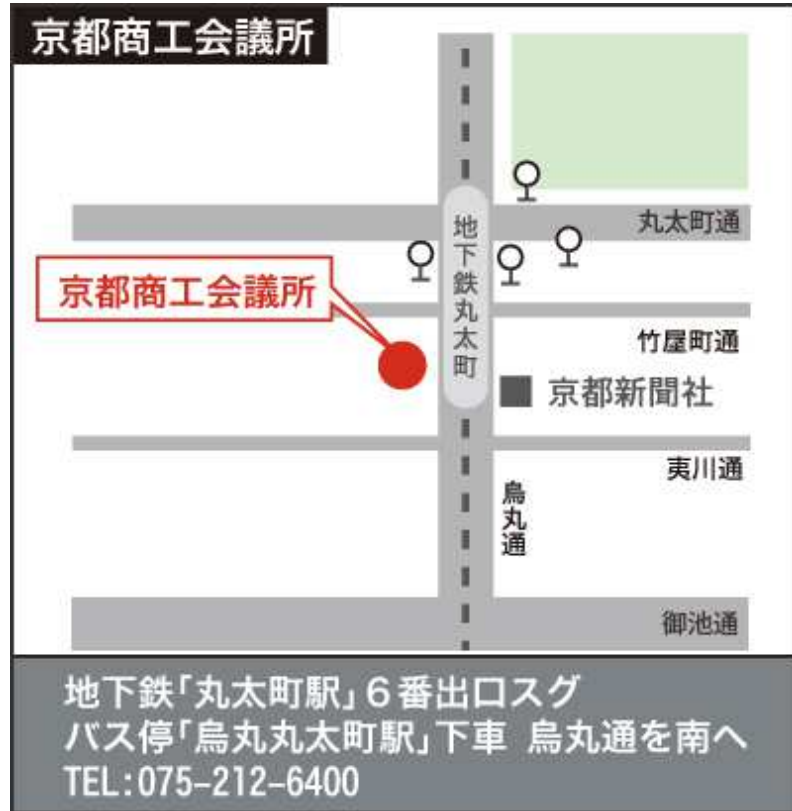 京都商工会議所
丸太町通
地下鉄丸太町
京都商工会議所
竹屋町通
京都新聞社
夷川通
烏丸通
御池通
地下鉄「丸太町駅」６番出口スグ
バス停「烏丸丸太町駅」下車 烏丸通を南へ
TEL:075-212-6400